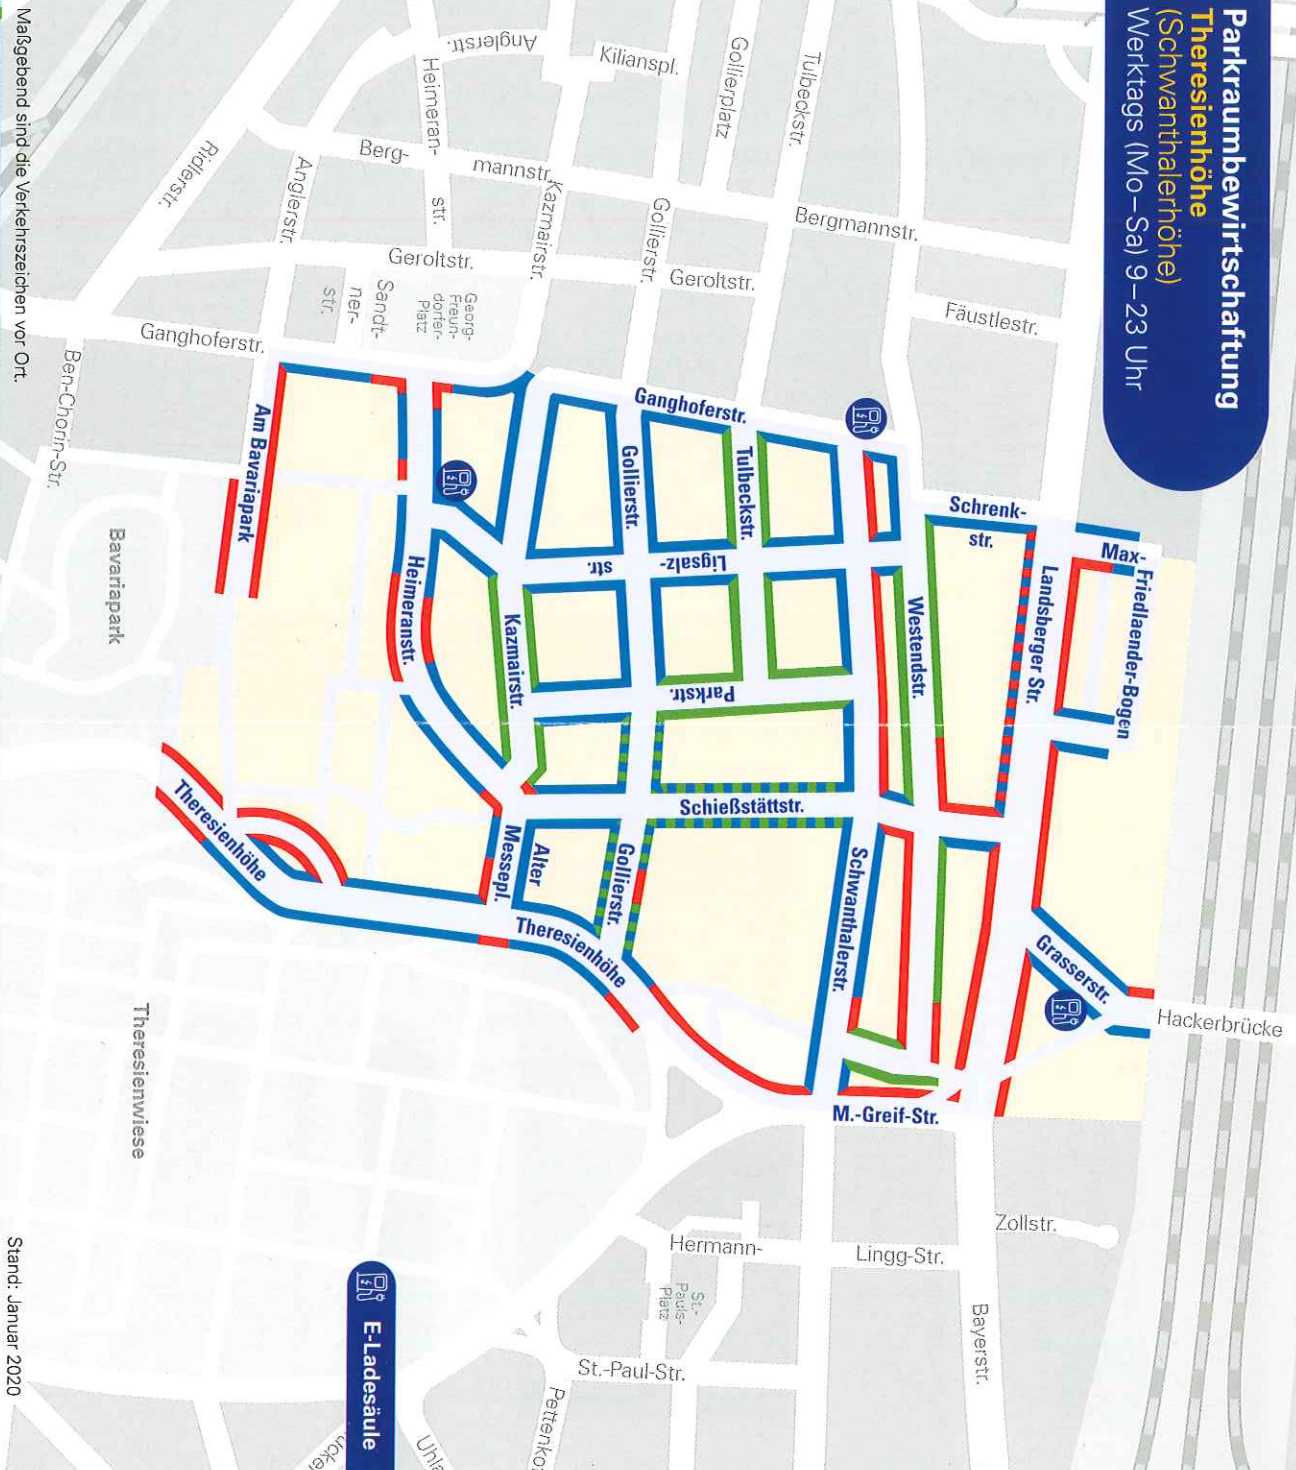 Parkraumbewirtschaftung
Theresienhöhe
(Schwanthalerhöhe)
Werktags (Mo–Sa) 9–23 Uhr
Anglerstr.
Kilianspl.
Gollierplatz
Tulbeckstr.
Heimeran-
str.
Ridlerstr.
Berg-
mannstr.
Anglerstr.
Kazmairstr.
Gollierstr.
Bergmannstr.
Geroltstr.
Geroltstr.
Fäustlestr.
Sandt-
ner-
str.
Georg-
Freun-
dorfer-
Platz
Ganghoferstr.
Ben-Chorin-Str.
Ganghoferstr.
Am Bavariapark
Gollierstr.
Tulbeckstr.
Schrenk-
str.
Max-
Friedlaender-Bogen
Ligsalz-
str.
Landsberger Str.
Westendstr.
Heimeranstr.
Kazmairstr.
Parkstr.
Bavariapark
Schießstättstr.
Theresienhöhe
Alter
Messepl.
Gollierstr.
Schwanthalerstr.
Theresienhöhe
Grasserstr.
Hackerbrücke
Theresienwiese
M.-Greif-Str.
Zollstr.
Hermann-
Lingg-Str.
St.-
Pauls-
Platz
Bayerstr.
St.-Paul-Str.
E-Ladesäule
Maßgebend sind die Verkehrszeichen vor Ort.
Stand: Januar 2020